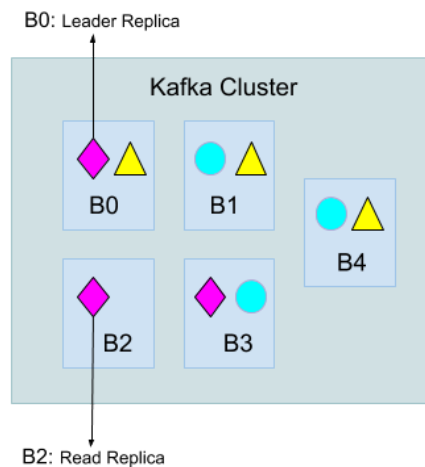 B0: Leader Replica
Kafka Cluster
B0
B1
B4
B2
B3
B2: Read Replica